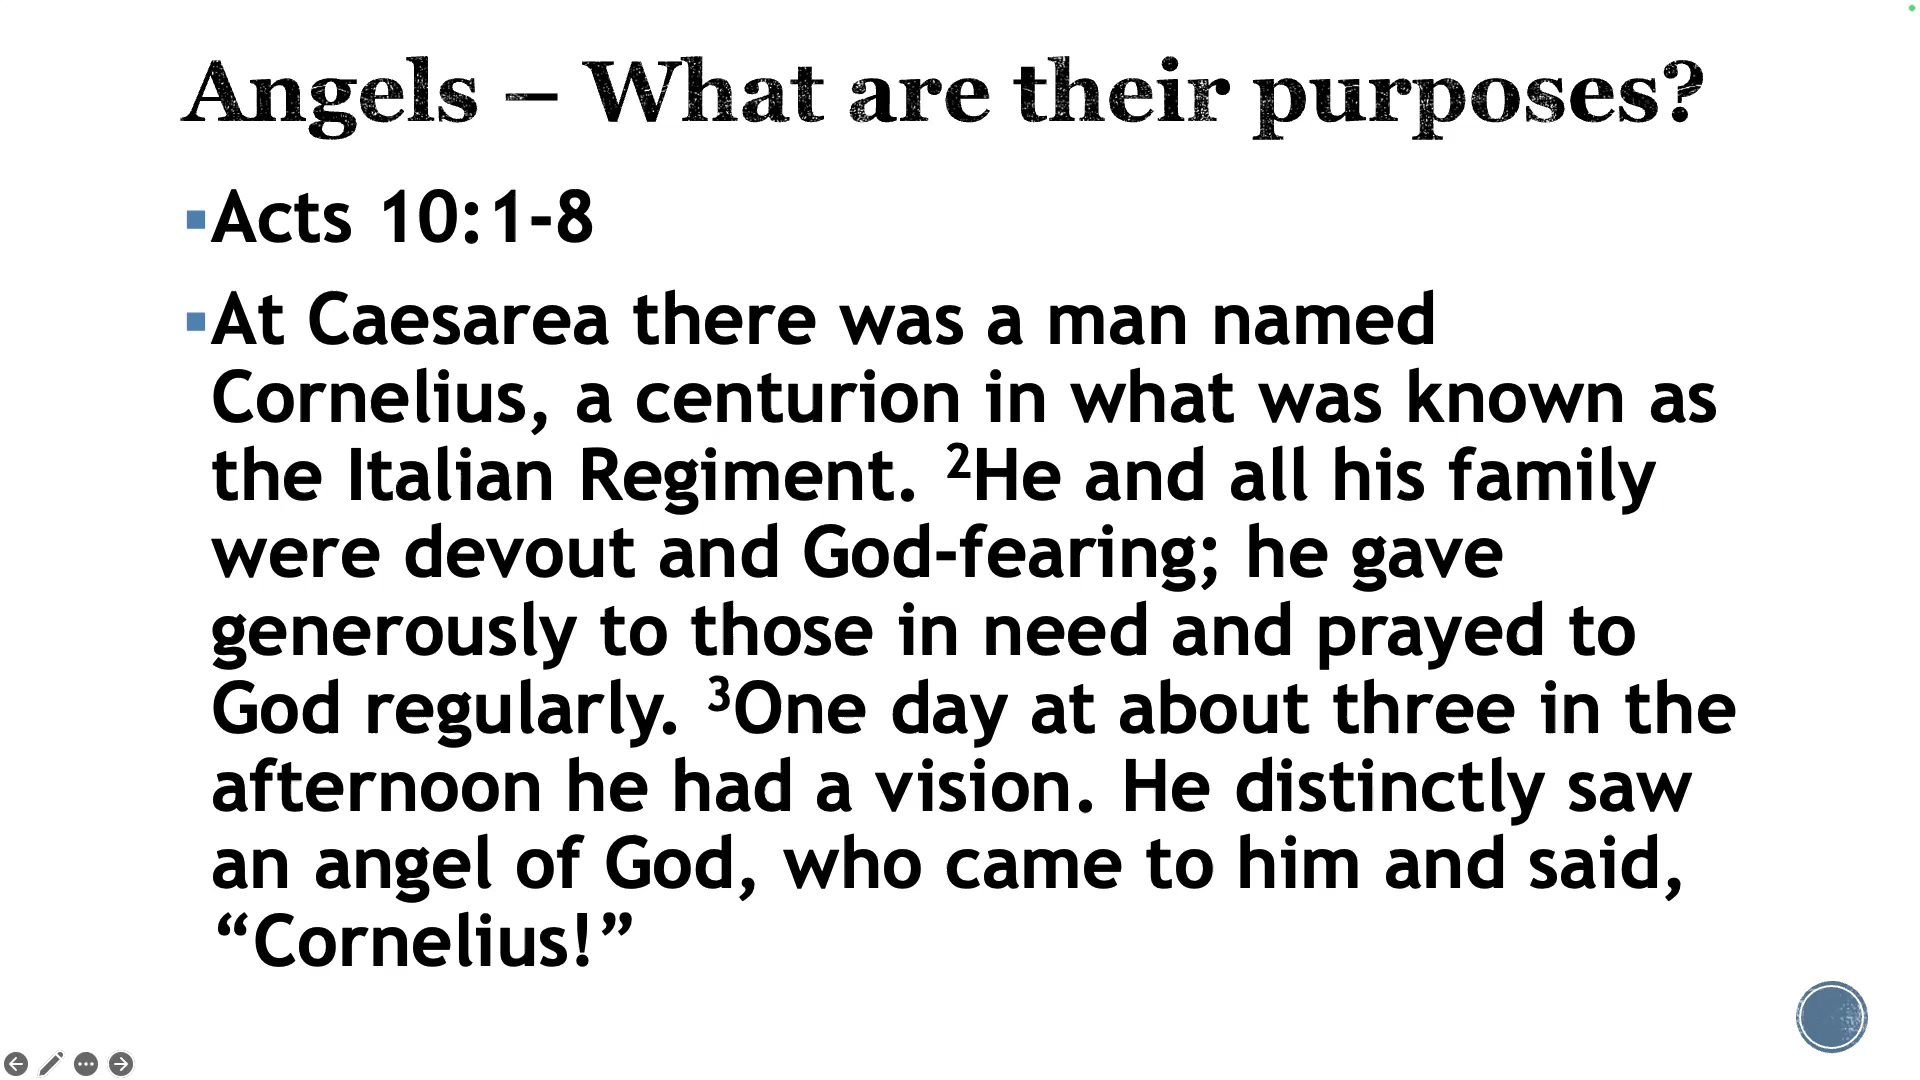 Angels – What are their purposes?
▪Acts 10:1-8
▪At Caesarea there was a man named
Cornelius, a centurion in what was known as
the Italian Regiment. ²He and all his family
were devout and God-fearing; he gave
generously to those in need and prayed to
God regularly. ³One day at about three in the
afternoon he had a vision. He distinctly saw
an angel of God, who came to him and said,
“Cornelius!”